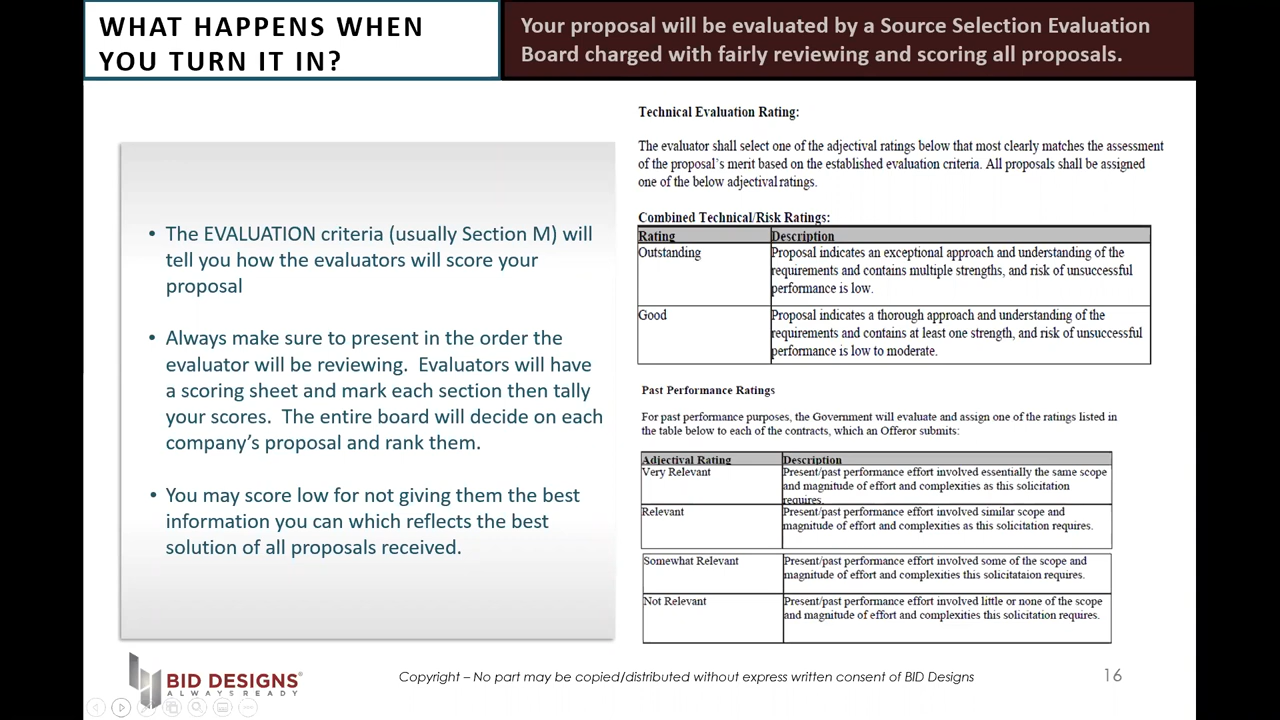 WHAT HAPPENS WHEN
YOU TURN IT IN?
Your proposal will be evaluated by a Source Selection Evaluation
Board charged with fairly reviewing and scoring all proposals.
• The EVALUATION criteria (usually Section M) will
tell you how the evaluators will score your
proposal
• Always make sure to present in the order the
evaluator will be reviewing. Evaluators will have
a scoring sheet and mark each section then tally
your scores. The entire board will decide on each
company's proposal and rank them.
• You may score low for not giving them the best
information you can which reflects the best
solution of all proposals received.
Technical Evaluation Rating:
The evaluator shall select one of the adjectival ratings below that most clearly matches the assessment
of the proposal's merit based on the established evaluation criteria. All proposals shall be assigned
one of the below adjectival ratings.
Combined Technical/Risk Ratings:
Rating Description
Outstanding Proposal indicates an exceptional approach and understanding of the
requirements and contains multiple strengths, and risk of unsuccessful
performance is low.
Good Proposal indicates a thorough approach and understanding of the
requirements and contains at least one strength, and risk of unsuccessful
performance is low to moderate.
Past Performance Ratings
For past performance purposes, the Government will evaluate and assign one of the ratings listed in
the table below to each of the contracts, which an Offeror submits:
Adjectival Rating Description
Very Relevant Present/past performance effort involved essentially the same scope
and magnitude of effort and complexities as this solicitation
requires.
Relevant Present/past performance effort involved similar scope and
magnitude of effort and complexities as this solicitation requires.
Somewhat Relevant Present/past performance effort involved some of the scope and
magnitude of effort and complexities this solicitataion requires.
Not Relevant Present/past performance effort involved little or none of the scope
and magnitude of effort and complexities this solicitation requires.
BID DESIGNS®
ALWAYS READY
Copyright – No part may be copied/distributed without express written consent of BID Designs
16